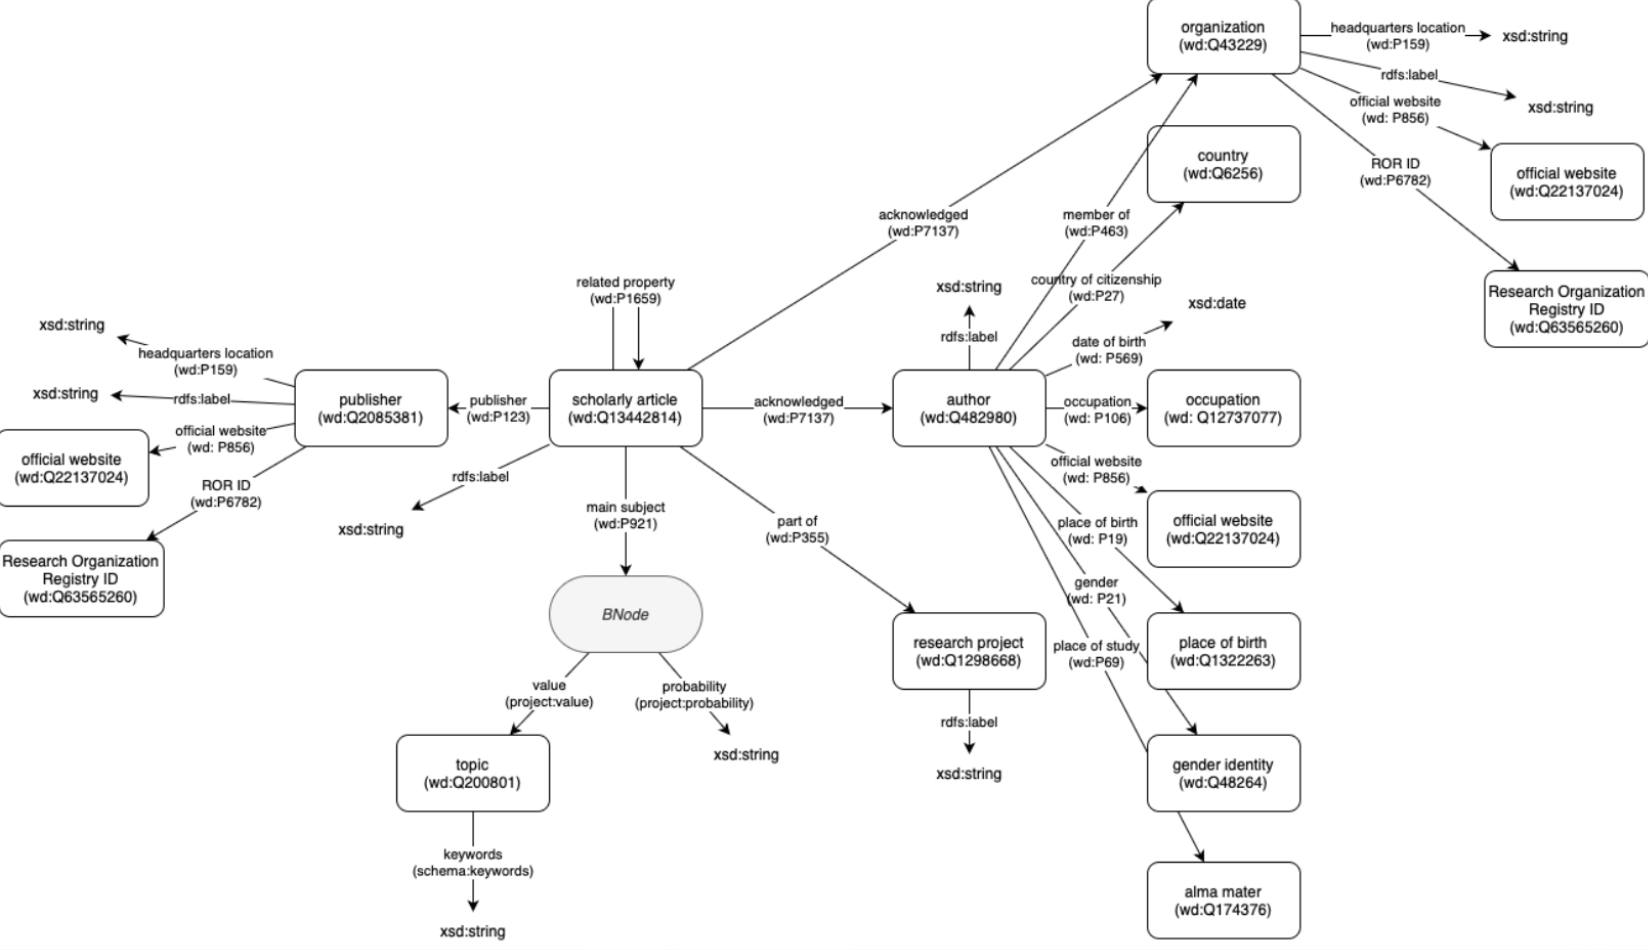 organization
(wd:Q43229)
headquarters location
(wd:P159)
xsd:string
rdfs:label
xsd:string
official website
(wd: P856)
official website
(wd:Q22137024)
ROR ID
(wd:P6782)
Research Organization
Registry ID
(wd:Q63565260)
country
(wd:Q6256)
acknowledged
(wd:P7137)
member of
(wd:P463)
country of citizenship
(wd:P27)
xsd:string
rdfs:label
xsd:date
date of birth
(wd: P569)
related property
(wd:P1659)
xsd:string
headquarters location
(wd:P159)
xsd:string
rdfs:label
official website
(wd: P856)
official website
(wd:Q22137024)
ROR ID
(wd:P6782)
Research Organization
Registry ID
(wd:Q63565260)
publisher
(wd:Q2085381)
publisher
(wd:P123)
scholarly article
(wd:Q13442814)
acknowledged
(wd:P7137)
author
(wd:Q482980)
occupation
(wd: P106)
occupation
(wd: Q12737077)
rdfs:label
xsd:string
main subject
(wd:P921)
part of
(wd:P355)
official website
(wd: P856)
official website
(wd:Q22137024)
place of birth
(wd: P19)
gender
(wd: P21)
place of study
(wd:P69)
place of birth
(wd:Q1322263)
BNode
research project
(wd:Q1298668)
rdfs:label
xsd:string
value
(project:value)
probability
(project:probability)
xsd:string
topic
(wd:Q200801)
keywords
(schema:keywords)
xsd:string
gender identity
(wd:Q48264)
alma mater
(wd:Q174376)